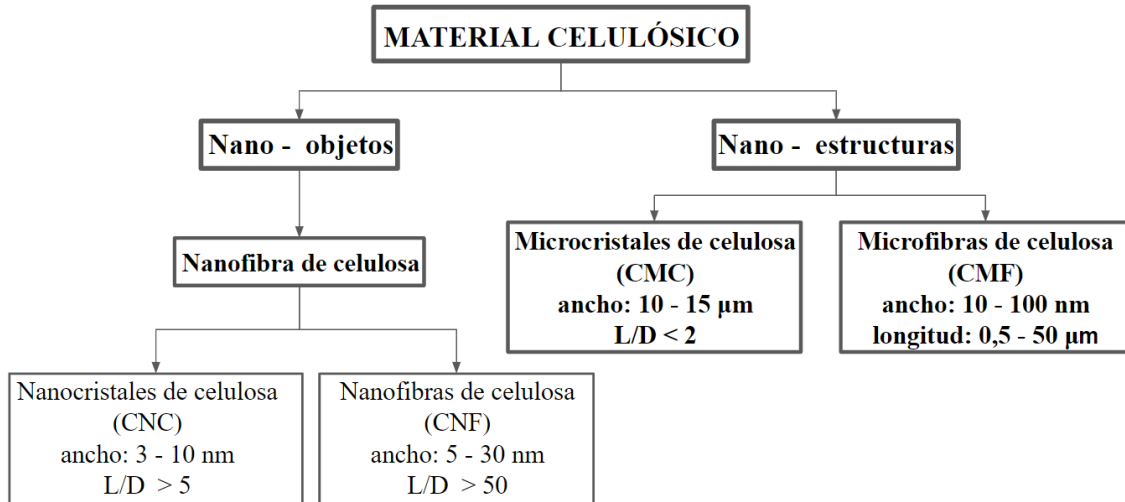 MATERIAL CELULÓSICO
Nano - objetos
Nano - estructuras
Nanofibra de celulosa
Microcristales de celulosa
(CMC)
ancho: 10 - 15 μm
L/D < 2
Microfibras de celulosa
(CMF)
ancho: 10 - 100 nm
longitud: 0,5 - 50 μm
Nanocristales de celulosa
(CNC)
ancho: 3 - 10 nm
L/D > 5
Nanofibras de celulosa
(CNF)
ancho: 5 - 30 nm
L/D > 50